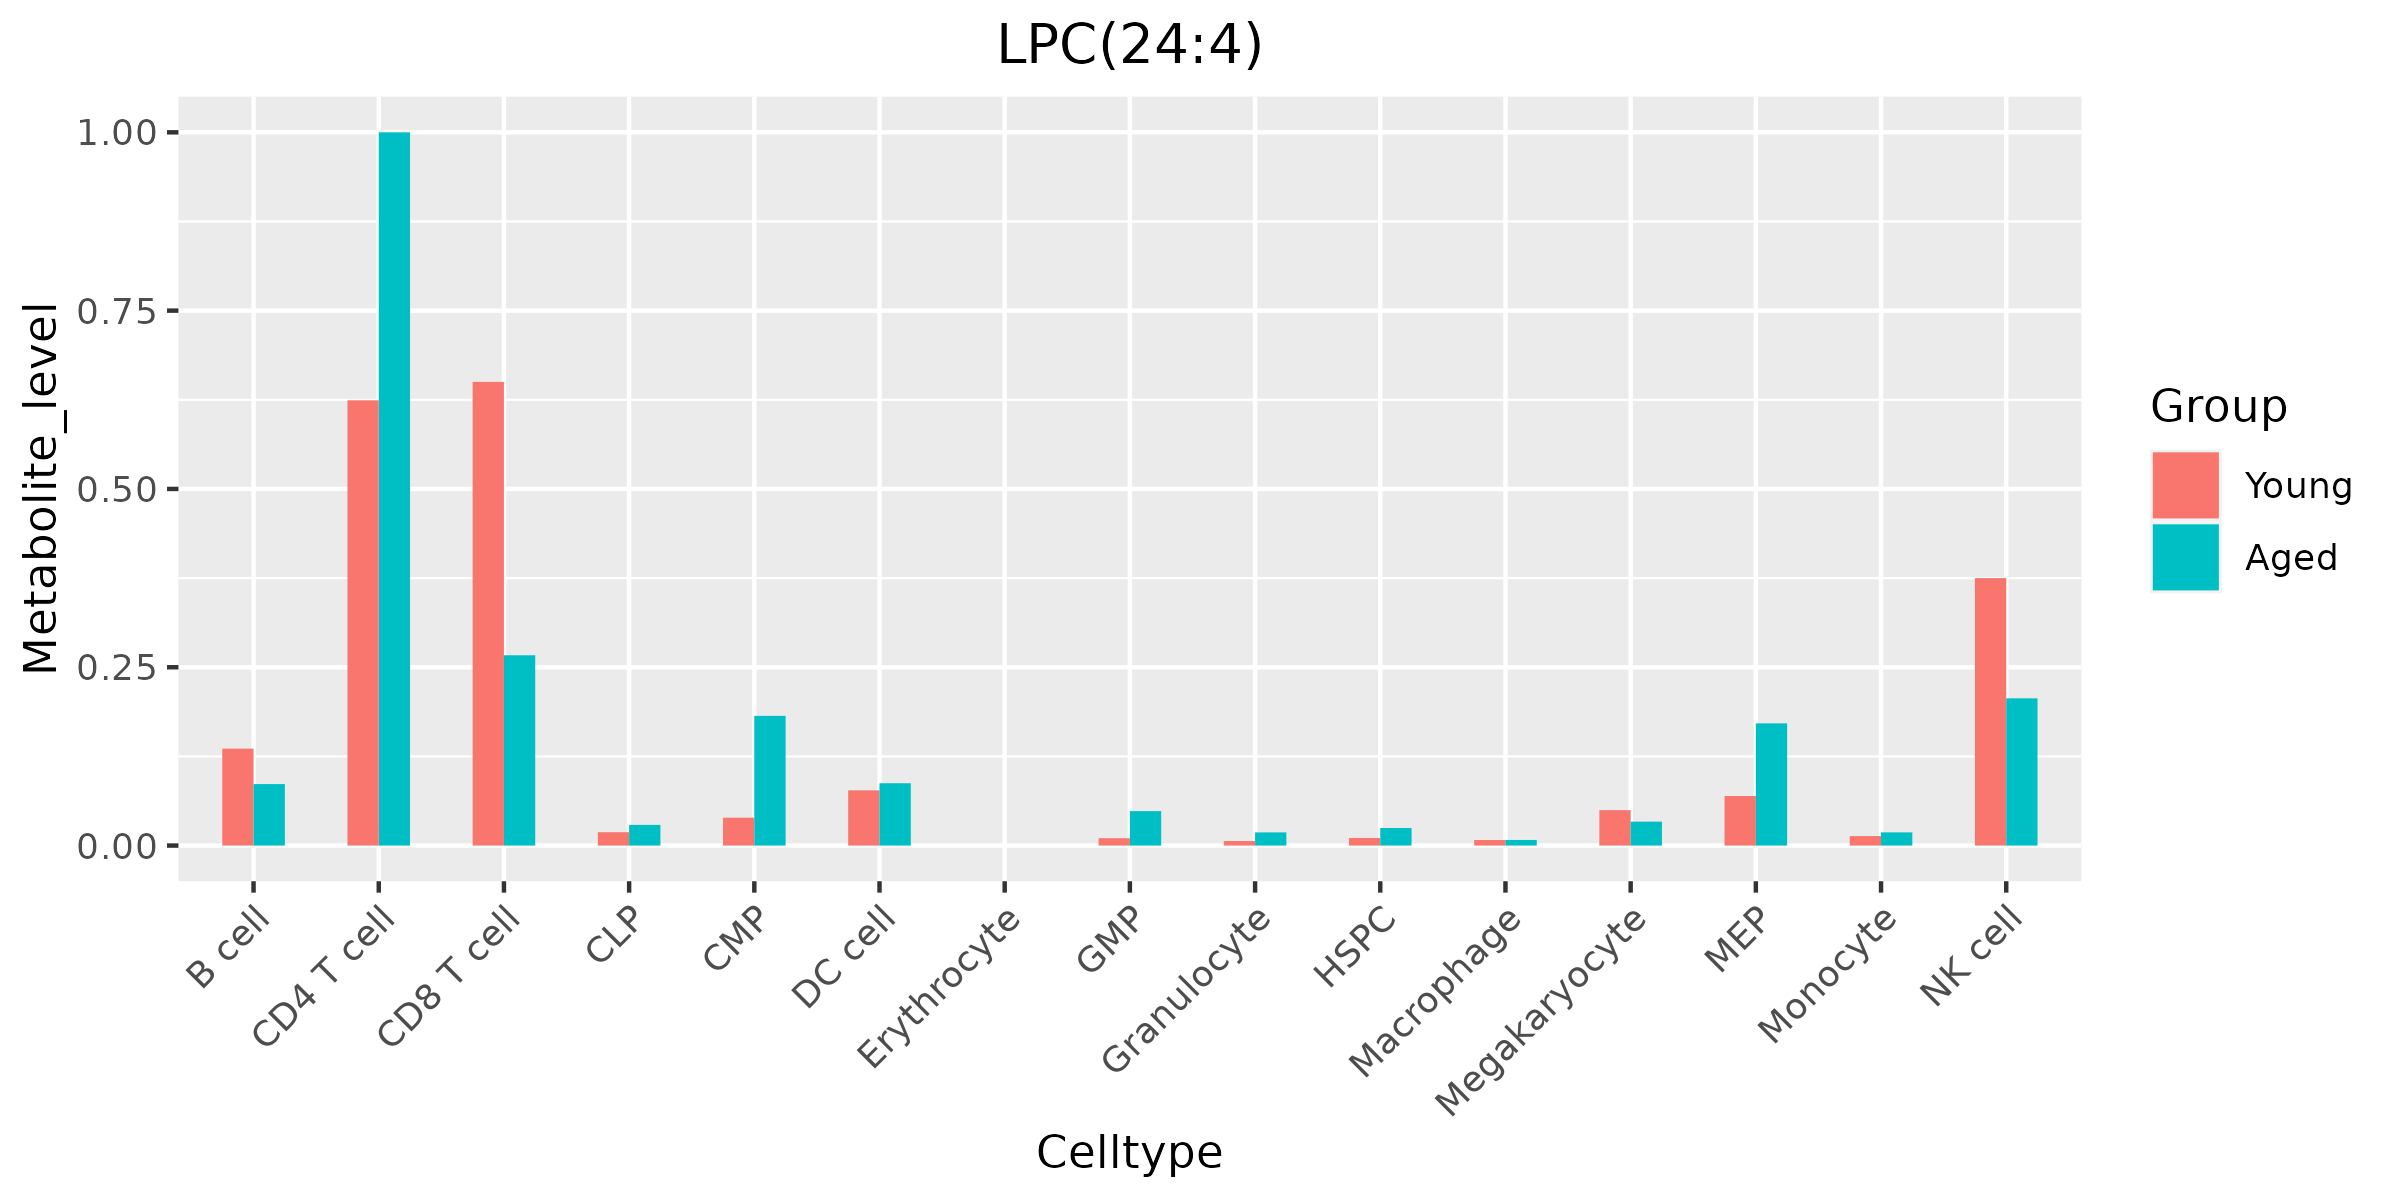 LPC(24:4)
Metabolite_level
1.00
0.75
0.50
0.25
0.00
B cell
CD4 T cell
CD8 T cell
CLP
CMP
DC cell
Erythrocyte
GMP
Granulocyte
HSPC
Macrophage
Megakaryocyte
MEP
Monocyte
NK cell
Celltype
Group
Young
Aged